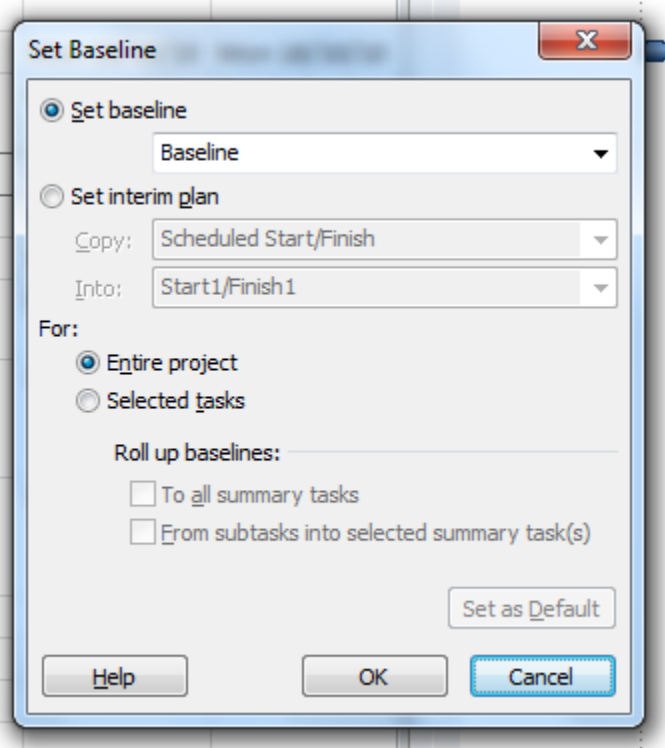 Set Baseline
Set baseline
Baseline
Set interim plan
Copy: Scheduled Start/Finish
Into: Start1/Finish1
For:
Entire project
Selected tasks
Roll up baselines:
To all summary tasks
From subtasks into selected summary task(s)
Set as Default
Help OK Cancel